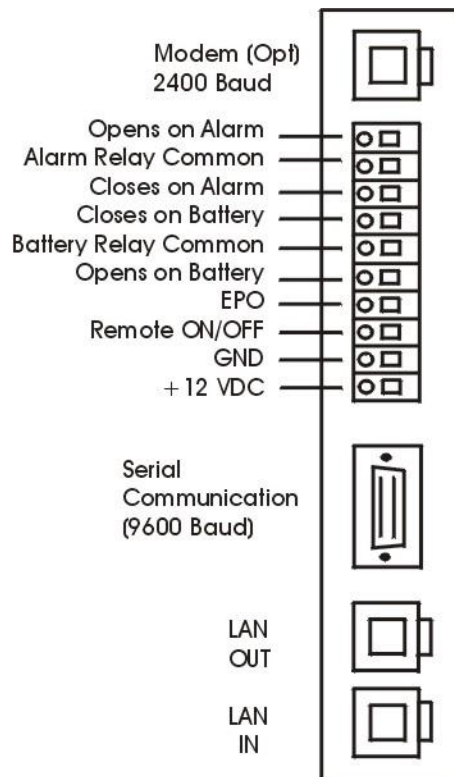 Modem (Opt)
2400 Baud
Opens on Alarm
Alarm Relay Common
Closes on Alarm
Closes on Battery
Battery Relay Common
Opens on Battery
EPO
Remote ON/OFF
GND
+12 VDC
Serial
Communication
(9600 Baud)
LAN
OUT
LAN
IN